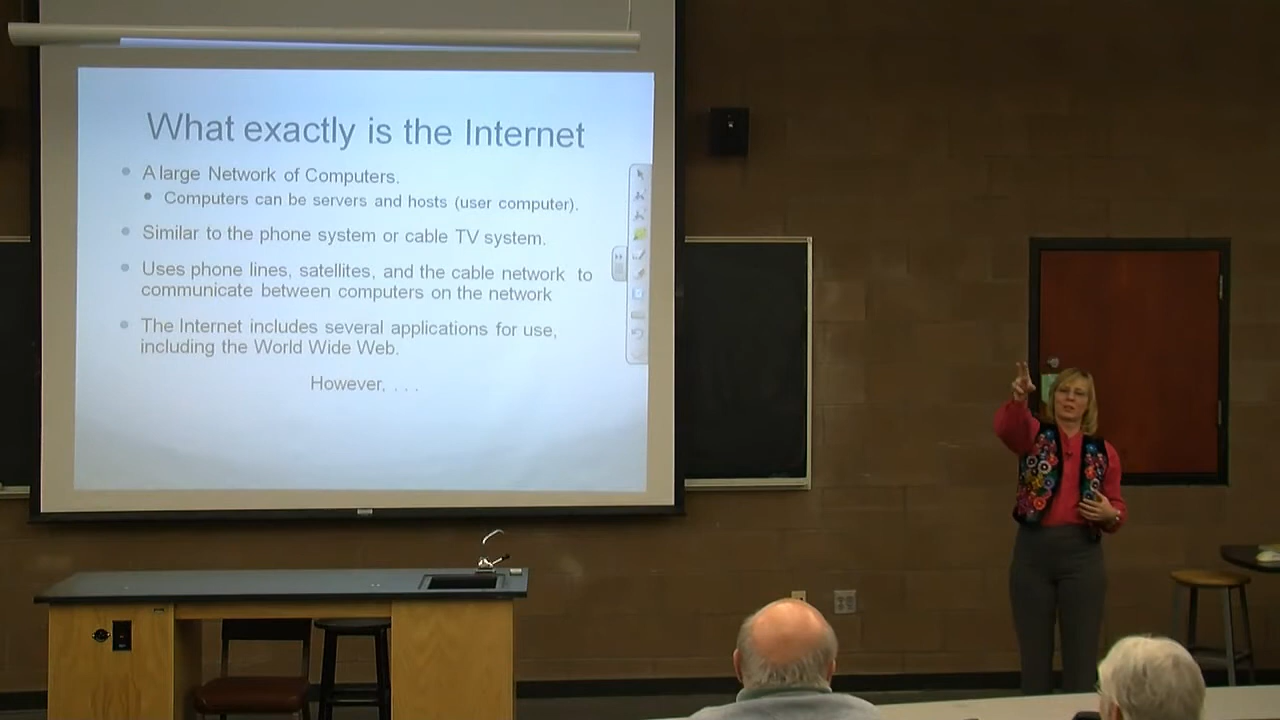 What exactly is the Internet
A large Network of Computers.
Computers can be servers and hosts (user computer).
Similar to the phone system or cable TV system.
Uses phone lines, satellites, and the cable network to
communicate between computers on the network
The Internet includes several applications for use,
including the World Wide Web.
However. . . .